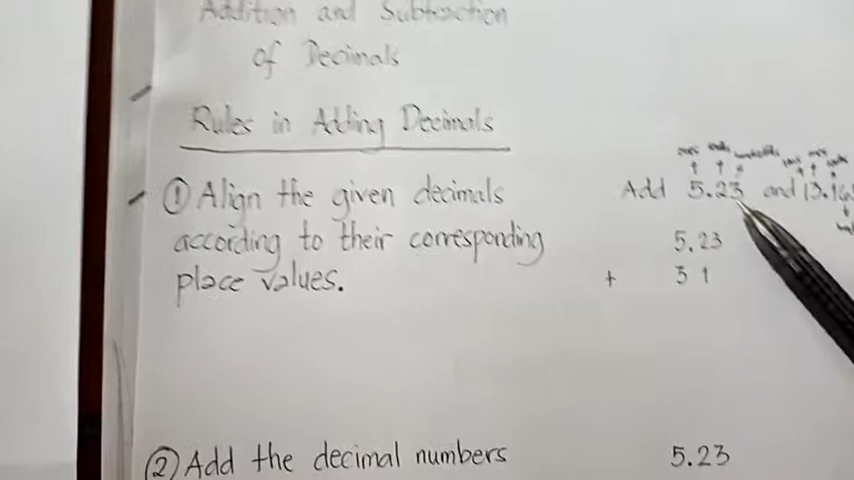 Addition and Subtraction
of Decimals
Rules in Adding Decimals
① Align the given decimals
according to their corresponding
place values.
ones
Add 5.23 and 13.16
5.23
+ 3 1
② Add the decimal numbers
5.23